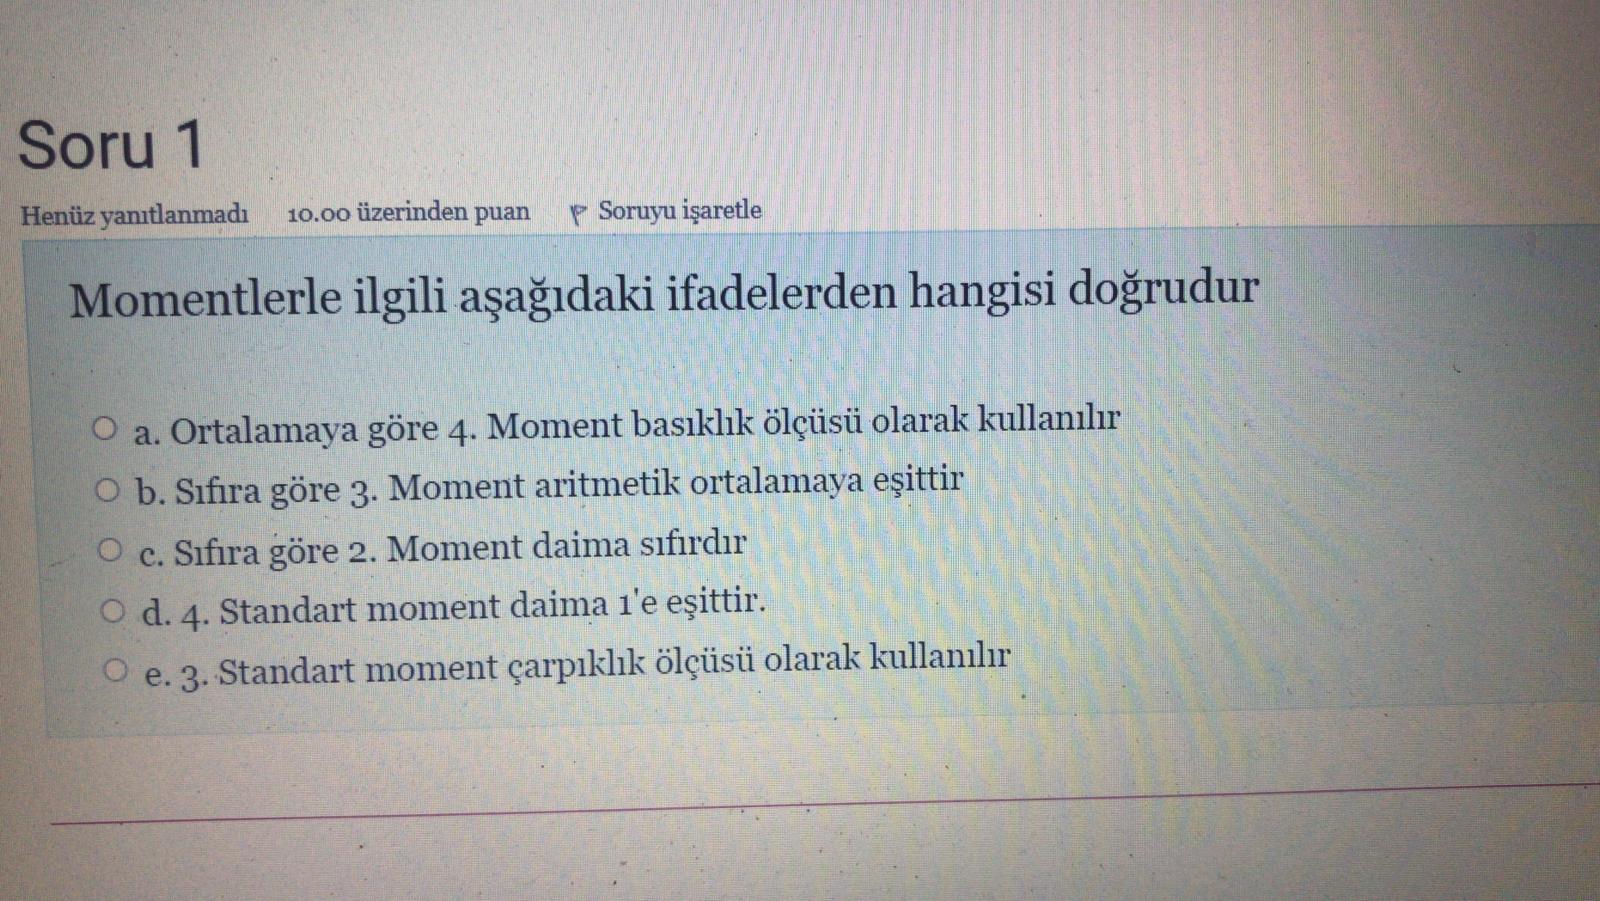 Soru 1
Henüz yanıtlanmadı 10.00 üzerinden puan Soruyu işaretle
Momentlerle ilgili aşağıdaki ifadelerden hangisi doğrudur
a. Ortalamaya göre 4. Moment basıklık ölçüsü olarak kullanılır
b. Sıfıra göre 3. Moment aritmetik ortalamaya eşittir
c. Sıfıra göre 2. Moment daima sıfırdır
d. 4. Standart moment daima 1'e eşittir.
e. 3. Standart moment çarpıklık ölçüsü olarak kullanılır